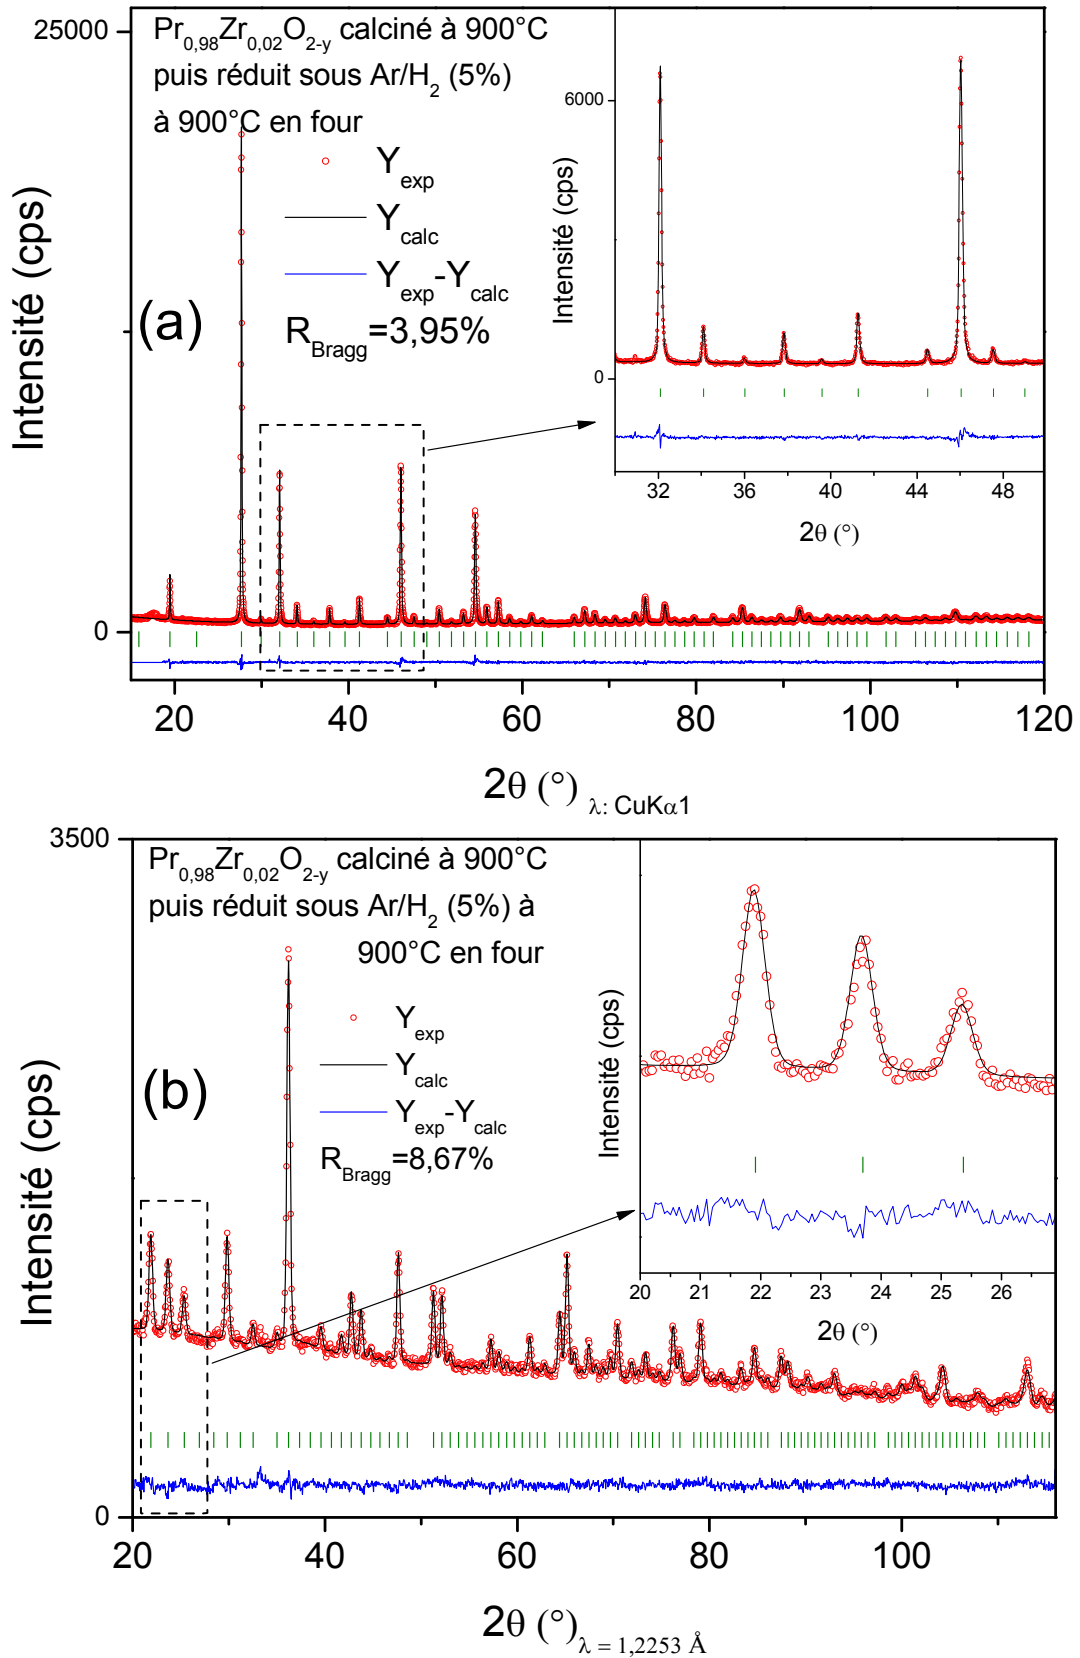 25000
Pr0,98Zr0,02O2-y calciné à 900°C
puis réduit sous Ar/H2 (5%)
à 900°C en four
Yexp
Ycalc
Yexp-Ycalc
RBragg=3,95%
(a)
Intensité (cps)
0
20 40 60 80 100 120
2θ (°) λ: CuKα1
6000
0
Intensité (cps)
32 36 40 44 48
2θ (°)
3500
Pr0,98Zr0,02O2-y calciné à 900°C
puis réduit sous Ar/H2 (5%) à
900°C en four
Yexp
Ycalc
Yexp-Ycalc
RBragg=8,67%
(b)
Intensité (cps)
0
20 40 60 80 100
2θ (°) λ = 1,2253 Å
Intensité (cps)
20 21 22 23 24 25 26
2θ (°)